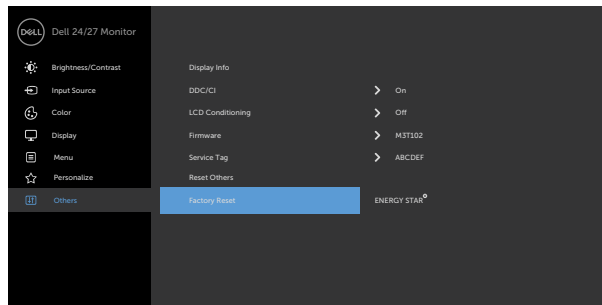 DELL Dell 24/27 Monitor
Brightness/Contrast Display Info
Input Source DDC/CI On
Color LCD Conditioning Off
Display Firmware M3T102
Menu Service Tag ABCDEF
Personalize Reset Others
Others Factory Reset ENERGY STAR®